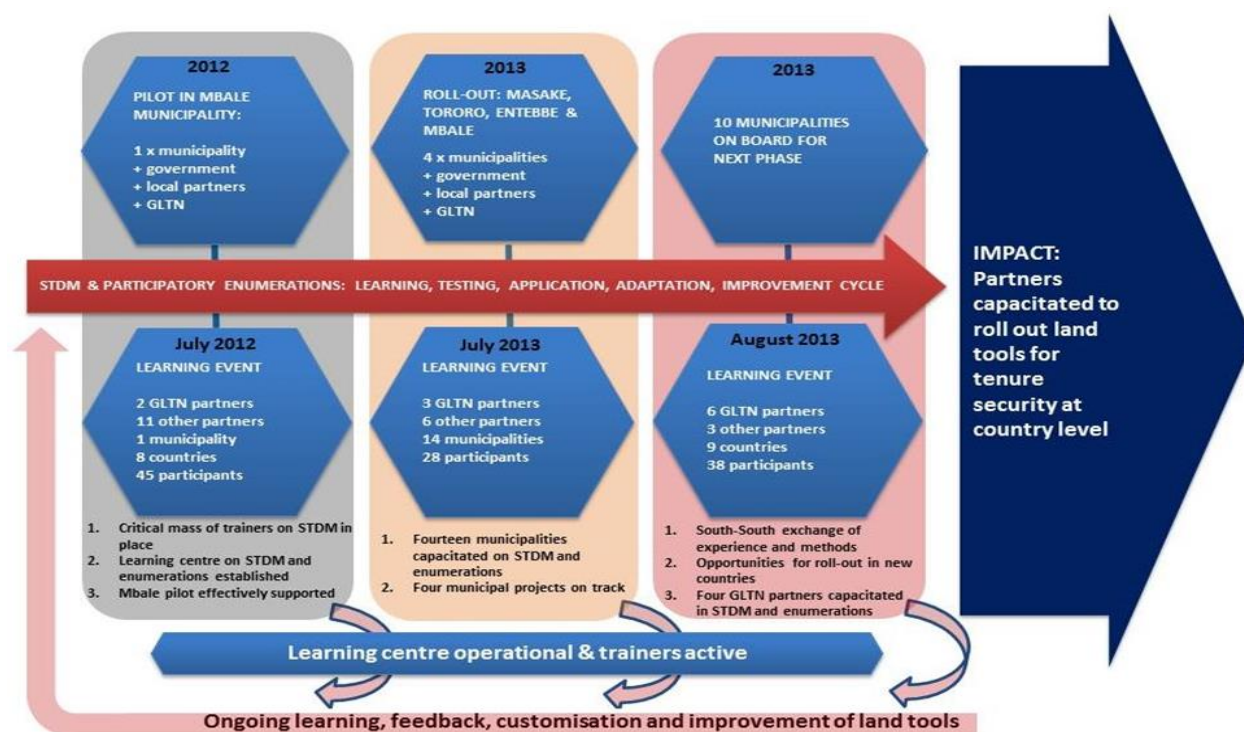 2012
PILOT IN MBALE
MUNICIPALITY:
1 x municipality
+ government
+ local partners
+ GLTN
2013
ROLL-OUT: MASAKE,
TORORO, ENTEBBE &
MBALE
4 x municipalities
+ government
+ local partners
+ GLTN
2013
10 MUNICIPALITIES
ON BOARD FOR
NEXT PHASE
STDM & PARTICIPATORY ENUMERATIONS: LEARNING, TESTING, APPLICATION, ADAPTATION, IMPROVEMENT CYCLE
July 2012
LEARNING EVENT
2 GLTN partners
11 other partners
1 municipality
8 countries
45 participants
1. Critical mass of trainers on STDM in
place
2. Learning centre on STDM and
enumerations established
3. Mbale pilot effectively supported
July 2013
LEARNING EVENT
3 GLTN partners
6 other partners
14 municipalities
28 participants
1. Fourteen municipalities
capacitated on STDM and
enumerations
2. Four municipal projects on track
August 2013
LEARNING EVENT
6 GLTN partners
3 other partners
9 countries
38 participants
1. South-South exchange of
experience and methods
2. Opportunities for roll-out in new
countries
3. Four GLTN partners capacitated
in STDM and enumerations
IMPACT:
Partners
capacitated to
roll out land
tools for
tenure
security at
country level
Learning centre operational & trainers active
Ongoing learning, feedback, customisation and improvement of land tools